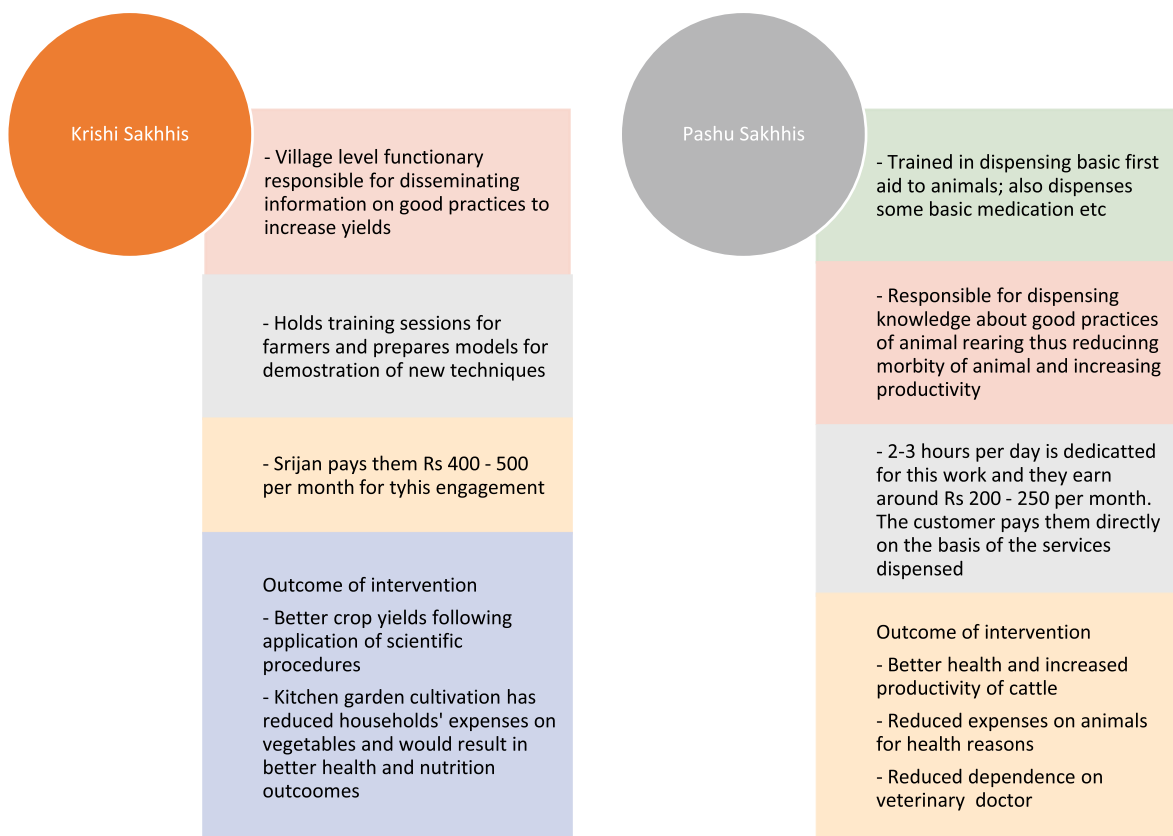 Krishi Sakhhis
- Village level functionary
responsible for disseminating
information on good practices to
increase yields
- Holds training sessions for
farmers and prepares models for
demostration of new techniques
- Srijan pays them Rs 400 - 500
per month for tyhis engagement
Outcome of intervention
- Better crop yields following
application of scientific
procedures
- Kitchen garden cultivation has
reduced households' expenses on
vegetables and would result in
better health and nutrition
outcoomes
Pashu Sakhhis
- Trained in dispensing basic first
aid to animals; also dispenses
some basic medication etc
- Responsible for dispensing
knowledge about good practices
of animal rearing thus reducinng
morbity of animal and increasing
productivity
- 2-3 hours per day is dedicatted
for this work and they earn
around Rs 200 - 250 per month.
The customer pays them directly
on the basis of the services
dispensed
Outcome of intervention
- Better health and increased
productivity of cattle
- Reduced expenses on animals
for health reasons
- Reduced dependence on
veterinary  doctor